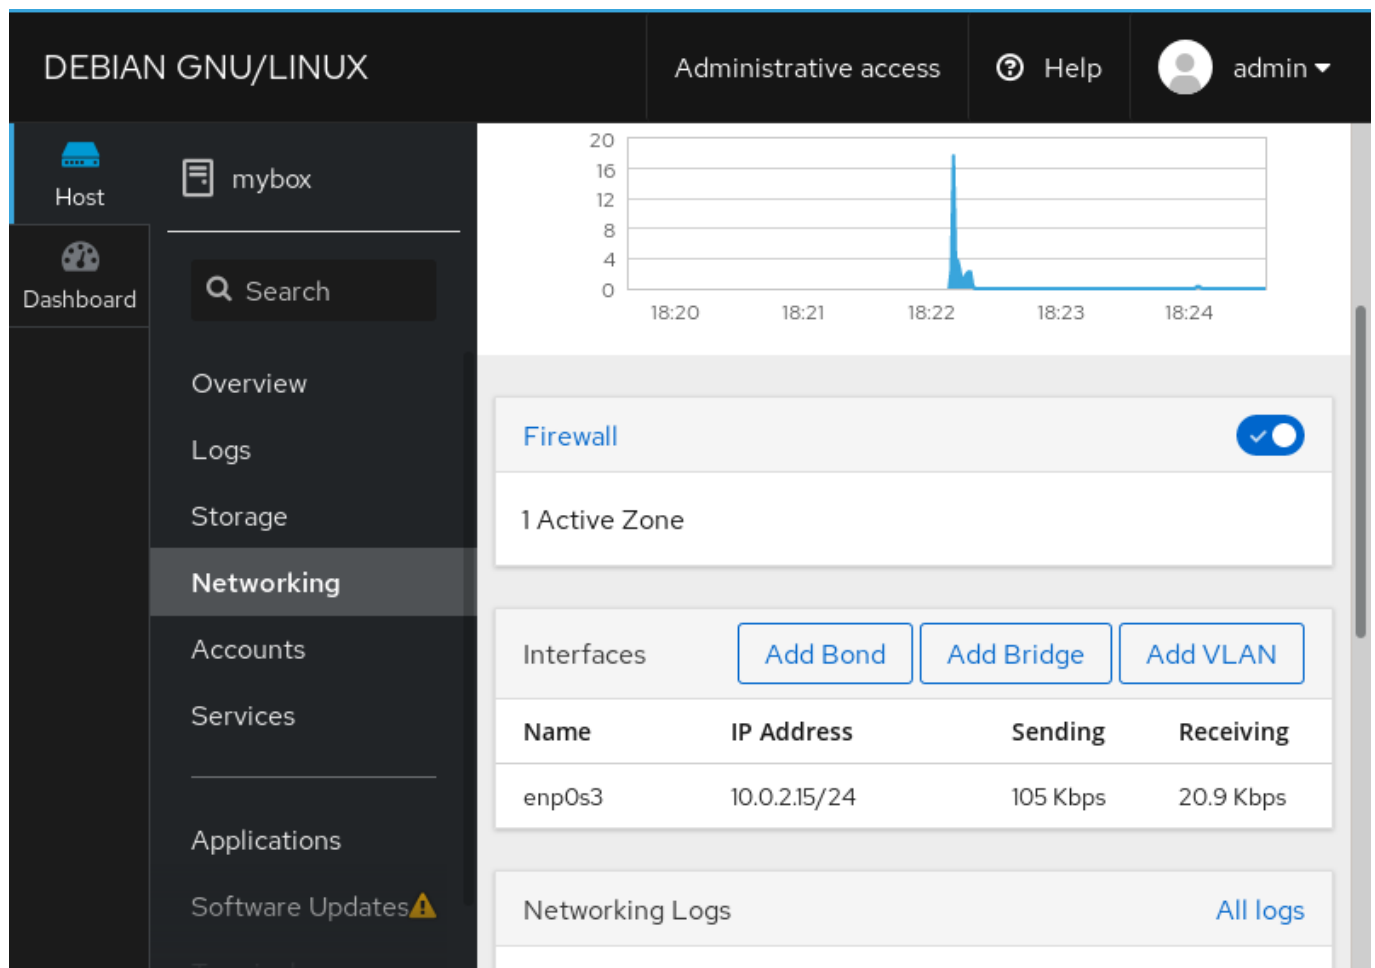 DEBIAN GNU/LINUX
Administrative access
Help
admin
Host
Dashboard
mybox
Search
Overview
Logs
Storage
Networking
Accounts
Services
Applications
Software Updates
20
16
12
8
4
0
18:20 18:21 18:22 18:23 18:24
Firewall
1 Active Zone
Interfaces Add Bond Add Bridge Add VLAN
Name IP Address Sending Receiving
enp0s3 10.0.2.15/24 105 Kbps 20.9 Kbps
Networking Logs All logs